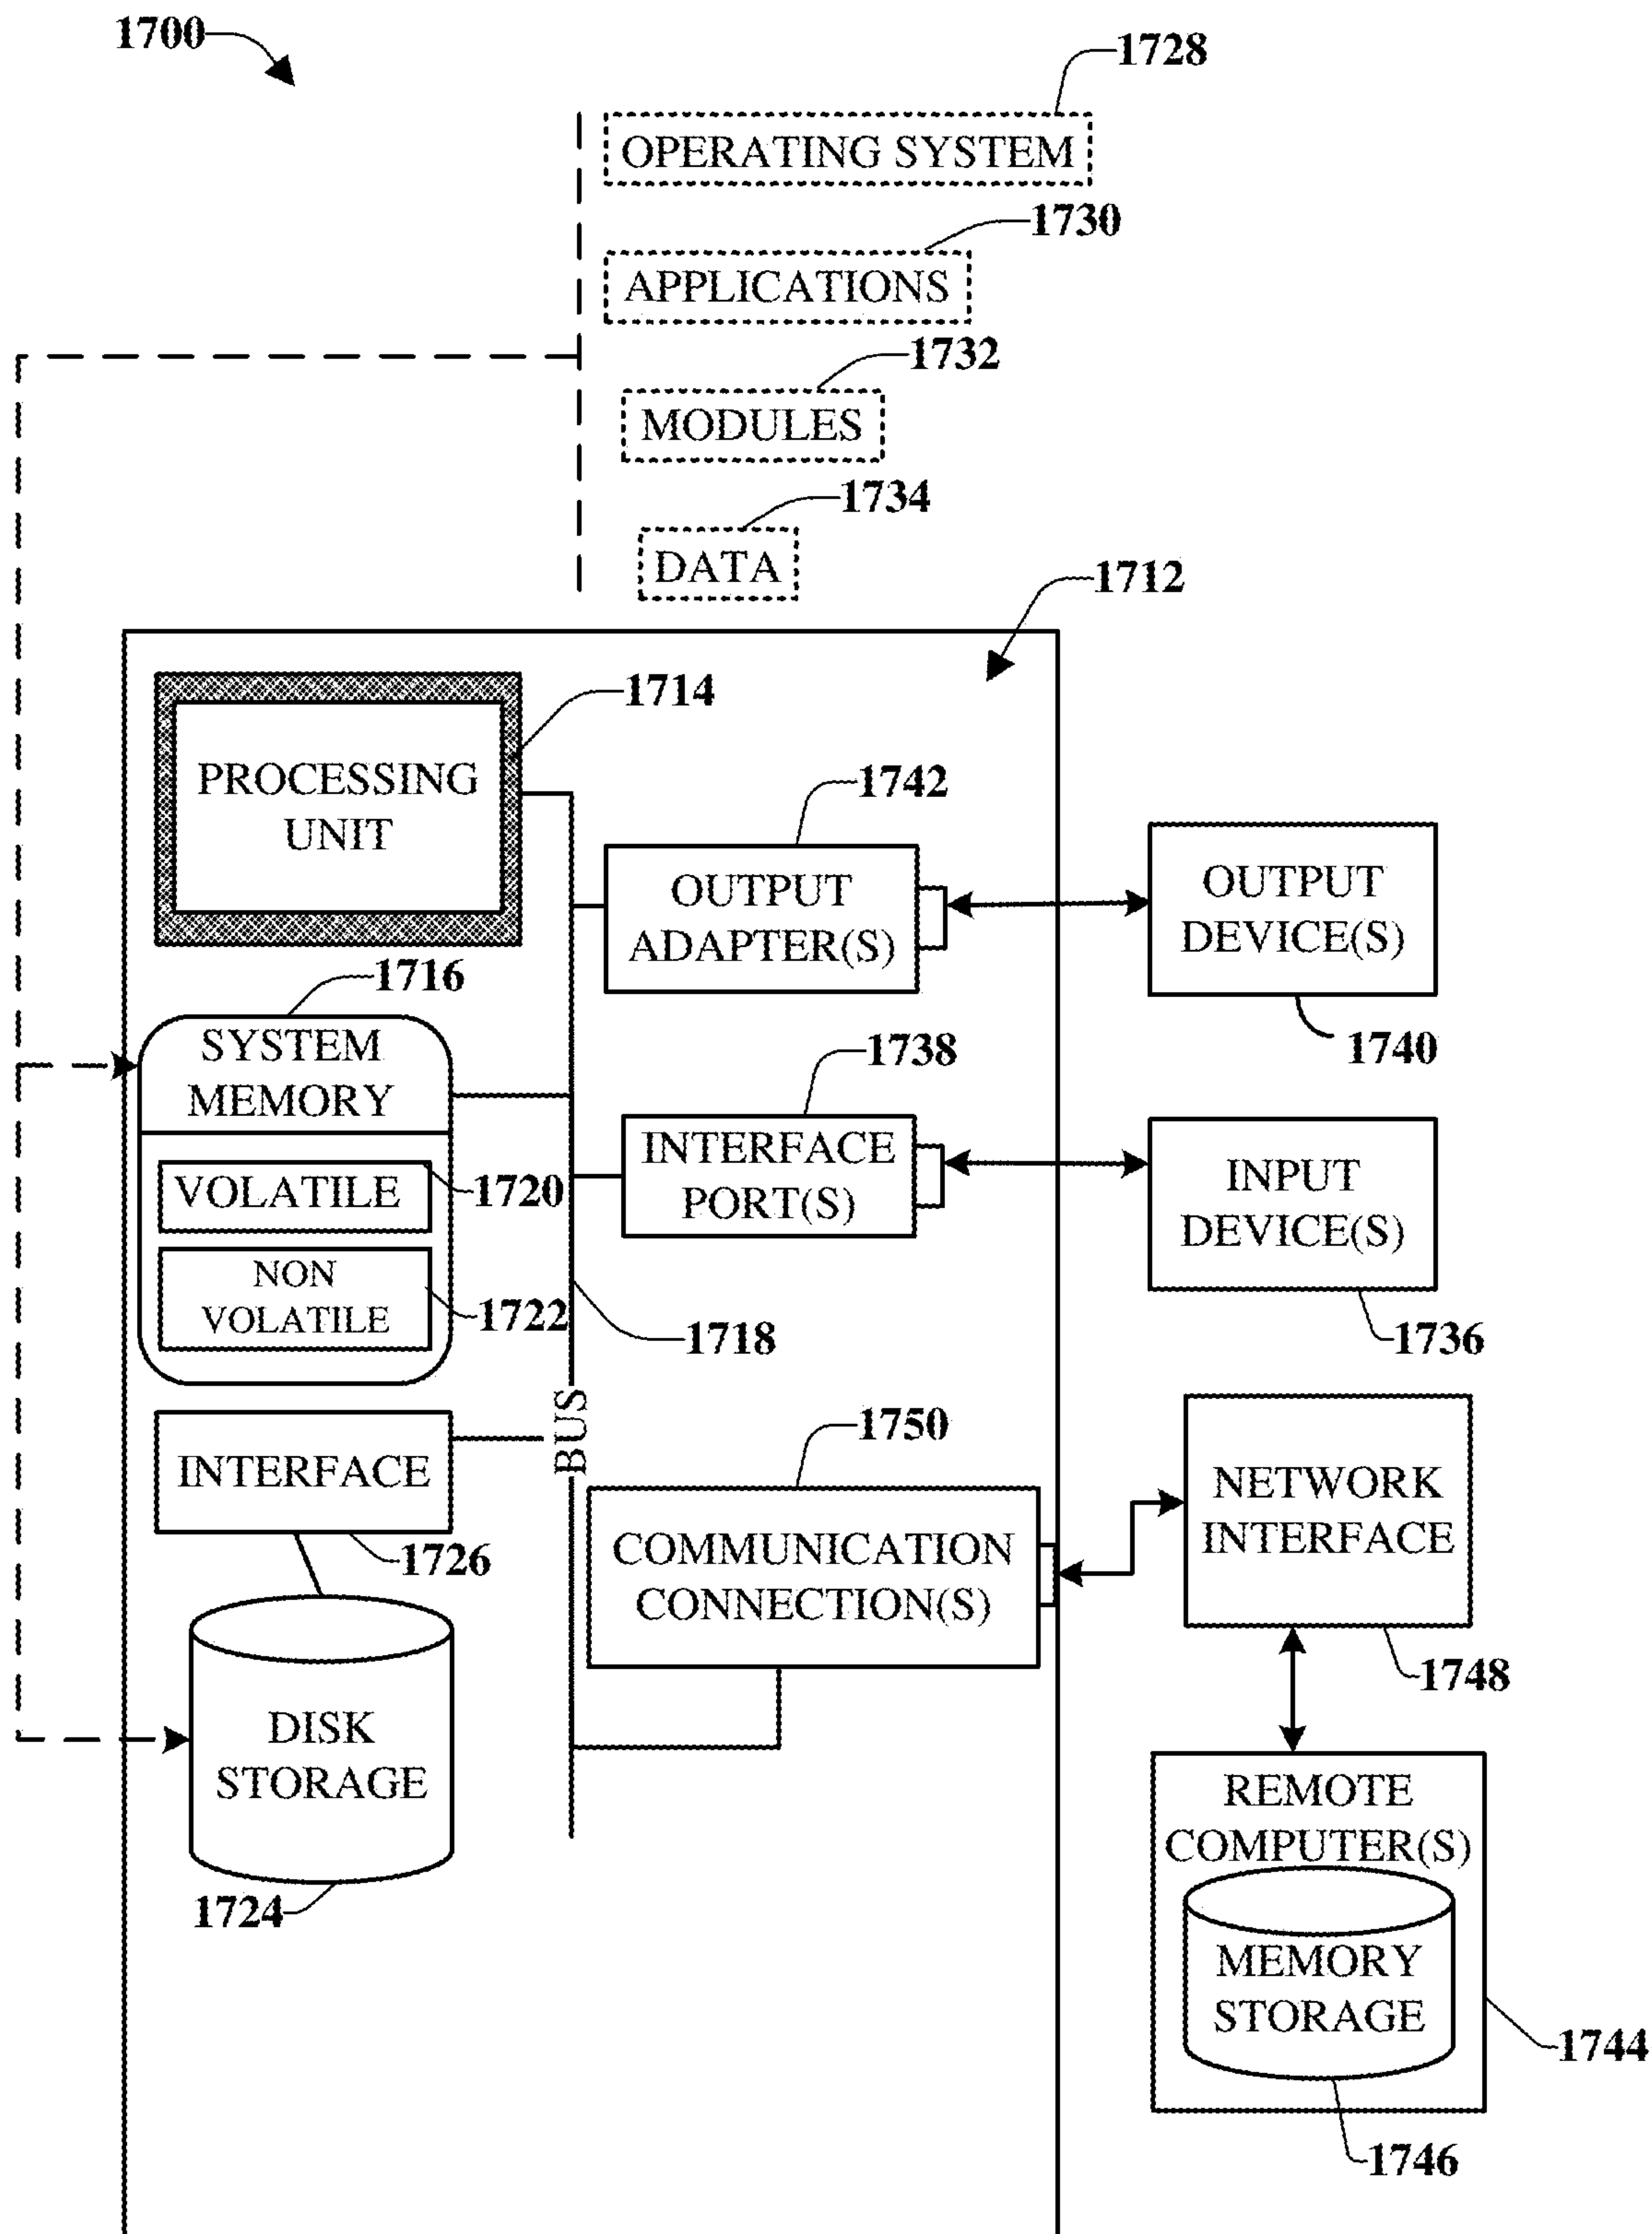 1700
1728
OPERATING SYSTEM
1730
APPLICATIONS
1732
MODULES
1734
DATA
1712
1714
PROCESSING
UNIT
1742
OUTPUT
ADAPTER(S)
OUTPUT
DEVICE(S)
1740
1716
SYSTEM
MEMORY
VOLATILE
1720
NON
VOLATILE
1722
1738
INTERFACE
PORT(S)
INPUT
DEVICE(S)
1736
1718
BUS
INTERFACE
1726
1750
COMMUNICATION
CONNECTION(S)
NETWORK
INTERFACE
1748
DISK
STORAGE
1724
REMOTE
COMPUTER(S)
MEMORY
STORAGE
1744
1746